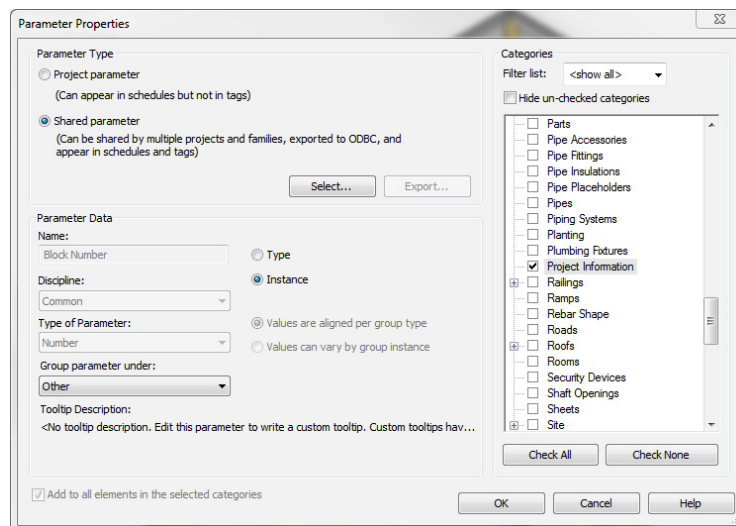 Parameter Properties
Parameter Type
Project parameter
(Can appear in schedules but not in tags)
Shared parameter
(Can be shared by multiple projects and families, exported to ODBC, and
appear in schedules and tags)
Select...
Export...
Parameter Data
Name:
Block Number
Type
Discipline:
Instance
Common
Type of Parameter:
Values are aligned per group type
Number
Values can vary by group instance
Group parameter under:
Other
Tooltip Description:
<No tooltip description. Edit this parameter to write a custom tooltip. Custom tooltips hav...
Add to all elements in the selected categories
Categories
Filter list:
<show all>
Hide un-checked categories
Parts
Pipe Accessories
Pipe Fittings
Pipe Insulations
Pipe Placeholders
Pipes
Piping Systems
Planting
Plumbing Fixtures
Project Information
Railings
Ramps
Rebar Shape
Roads
Roofs
Rooms
Security Devices
Shaft Openings
Sheets
Site
Check All
Check None
OK
Cancel
Help